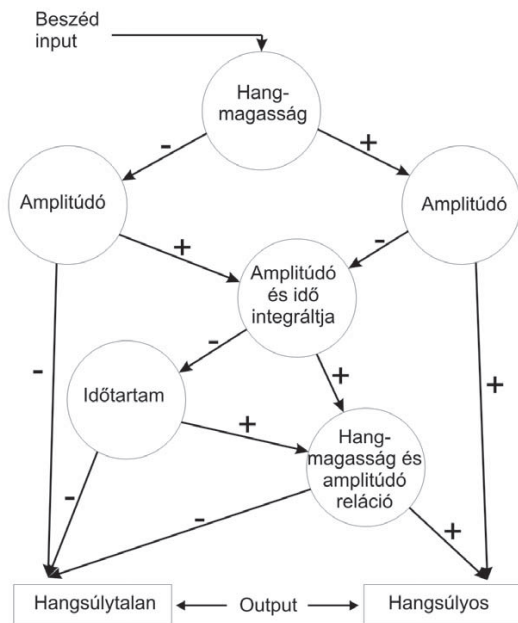 Beszéd
input
Hang-
magasság
-
+
Amplitúdó
Amplitúdó
+
-
Amplitúdó
és idő
integráltja
-
+
-
+
Időtartam
+
Hang-
magasság és
amplitúdó
reláció
-
-
+
Hangsúlytalan
Output
Hangsúlyos